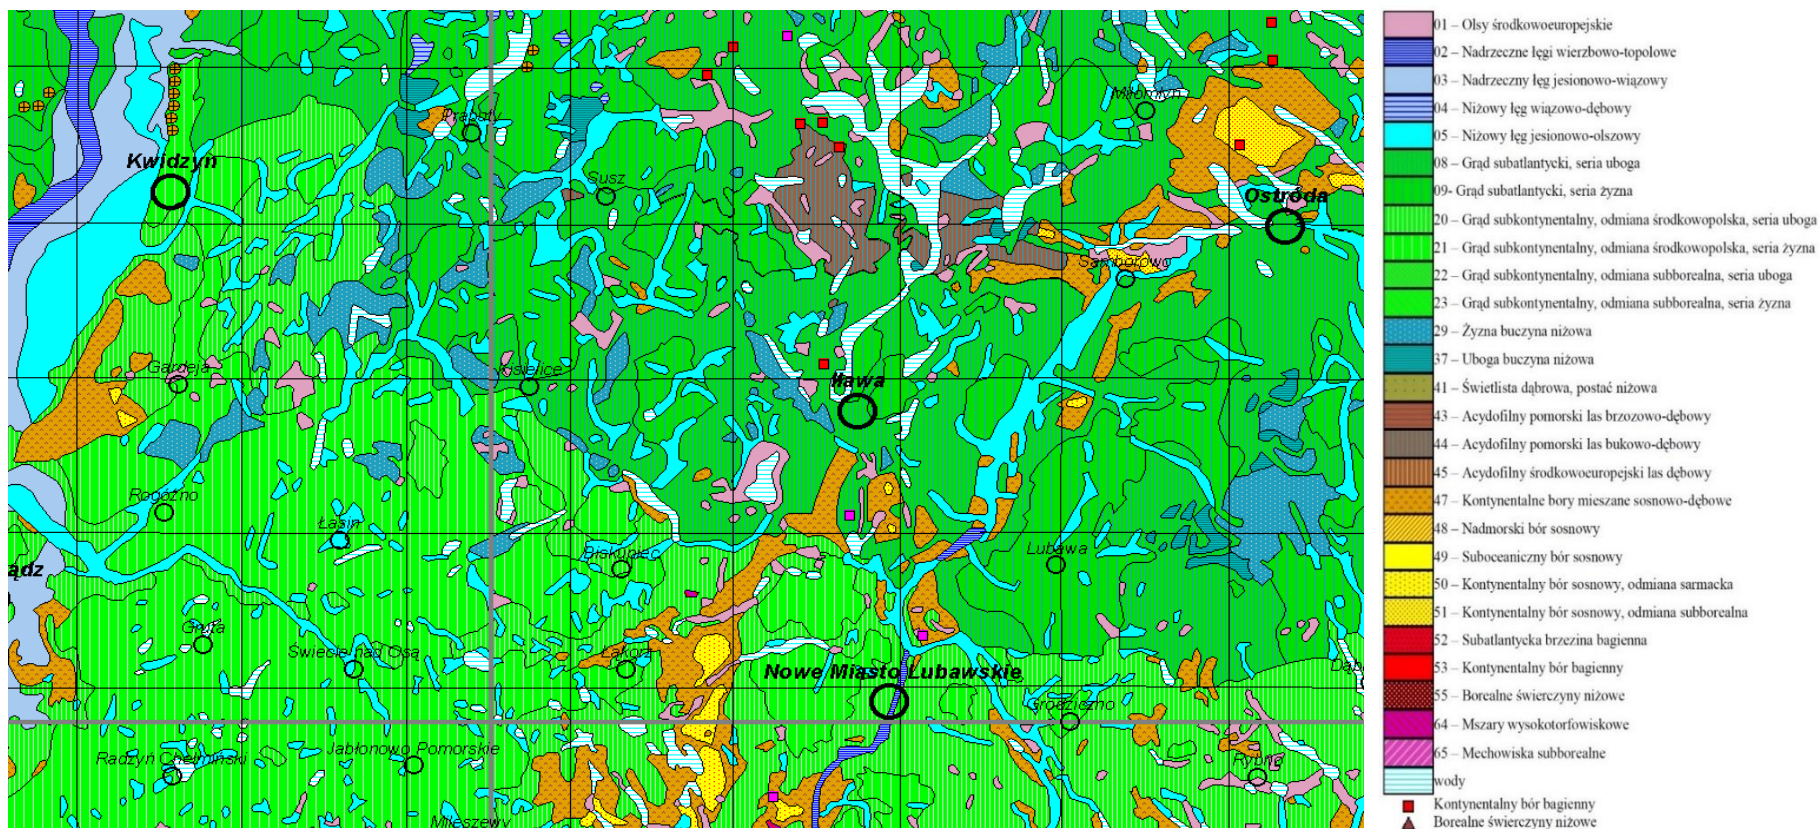 Prabuty
Miłomłyn
Kwidzyn
Susz
Ostróda
Samborowo
Gardeja
Kisielice
Iława
Rogóźno
Łasin
Biskupiec
Lubawa
ądz
Gruta
Świecie nad Osą
Łąkorz
Nowe Miasto Lubawskie
Grodziczno
Radzyń Chełmiński
Jabłonowo Pomorskie
Rybno
Mileszewy
01 – Olsy środkowoeuropejskie
02 – Nadrzeczne łęgi wierzbowo-topolowe
03 – Nadrzeczny łęg jesionowo-wiązowy
04 – Niżowy łęg wiązowo-dębowy
05 – Niżowy łęg jesionowo-olszowy
08 – Grąd subatlantycki, seria uboga
09- Grąd subatlantycki, seria żyzna
20 – Grąd subkontynentalny, odmiana środkowopolska, seria uboga
21 – Grąd subkontynentalny, odmiana środkowopolska, seria żyzna
22 – Grąd subkontynentalny, odmiana subborealna, seria uboga
23 – Grąd subkontynentalny, odmiana subborealna, seria żyzna
29 – Żyzna buczyna niżowa
37 – Uboga buczyna niżowa
41 – Świetlista dąbrowa, postać niżowa
43 – Acydofilny pomorski las brzozowo-dębowy
44 – Acydofilny pomorski las bukowo-dębowy
45 – Acydofilny środkowoeuropejski las dębowy
47 – Kontynentalne bory mieszane sosnowo-dębowe
48 – Nadmorski bór sosnowy
49 – Suboceaniczny bór sosnowy
50 – Kontynentalny bór sosnowy, odmiana sarmacka
51 – Kontynentalny bór sosnowy, odmiana subborealna
52 – Subatlantycka brzezina bagienna
53 – Kontynentalny bór bagienny
55 – Borealne świerczyny niżowe
64 – Mszary wysokotorfowiskowe
65 – Mechowiska subborealne
wody
Kontynentalny bór bagienny
Borealne świerczyny niżowe